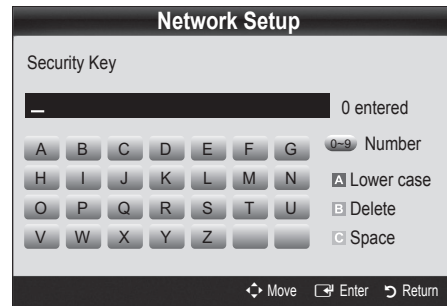 Network Setup
Security Key
_ 0 entered
A B C D E F G 0~9 Number
H I J K L M N A Lower case
O P Q R S T U B Delete
V W X Y Z C Space
Move Enter Return